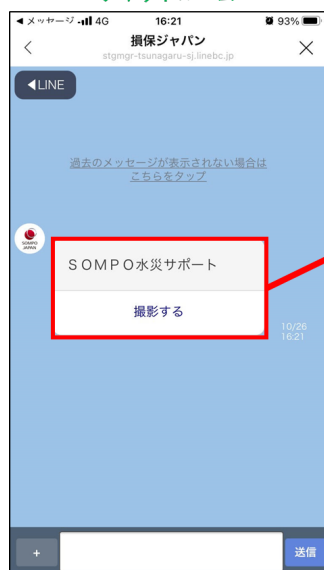 ◀ メッセージ 4G 16:21 93%
損保ジャパン
stgmgr-tsunagaru-sj.linebc.jp
◀LINE
過去のメッセージが表示されない場合は
こちらをタップ
SOMPO
JAPAN
ＳＯＭＰＯ水災サポート
撮影する
10/26
16:21
+
送信